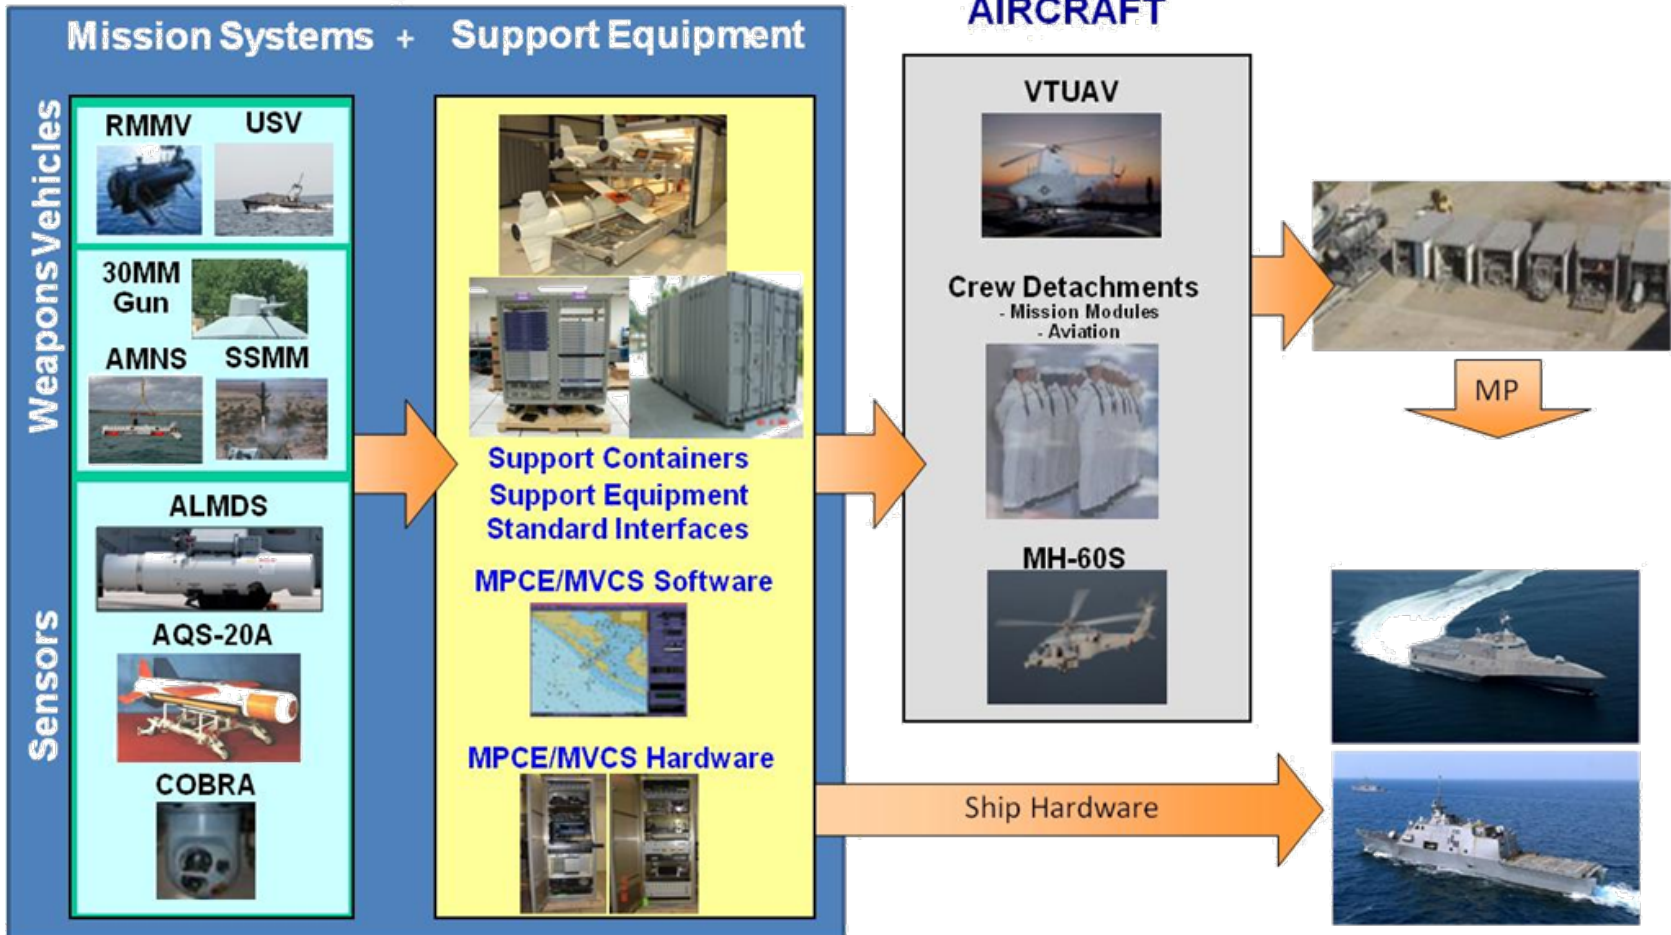 Mission Systems + Support Equipment
AIRCRAFT
Vehicles
RMMV
USV
Weapons
30MM
Gun
AMNS
SSMM
Sensors
ALMDS
AQS-20A
COBRA
Support Containers
Support Equipment
Standard Interfaces
MPCE/MVCS Software
MPCE/MVCS Hardware
VTUAV
Crew Detachments
- Mission Modules
- Aviation
MH-60S
MP
Ship Hardware